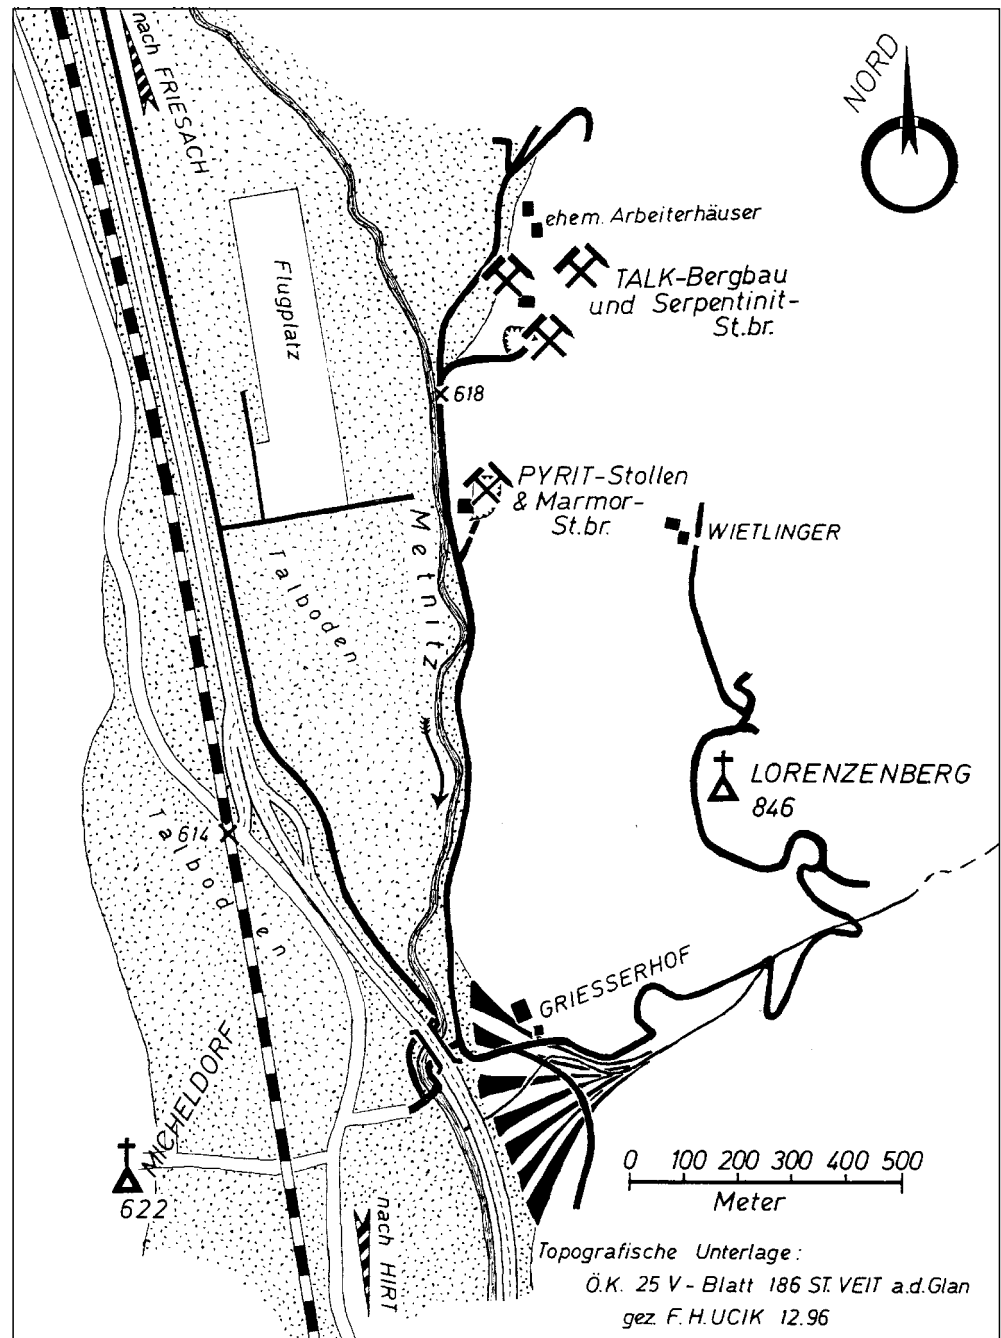 nach FRIESACH
NORD
ehem. Arbeiterhäuser
TALK-Bergbau
und Serpentinit-
St.br.
Flugplatz
618
PYRIT-Stollen
& Marmor-
St.br.
WIETLINGER
Metnitz
Talboden
LORENZENBERG
846
614
Talboden
GRIESSERHOF
MICHELDORF
622
0 100 200 300 400 500
Meter
nach HIRT
Topografische Unterlage:
Ö.K. 25 V - Blatt 186 ST. VEIT a.d.Glan
gez. F. H. UCIK 12.96